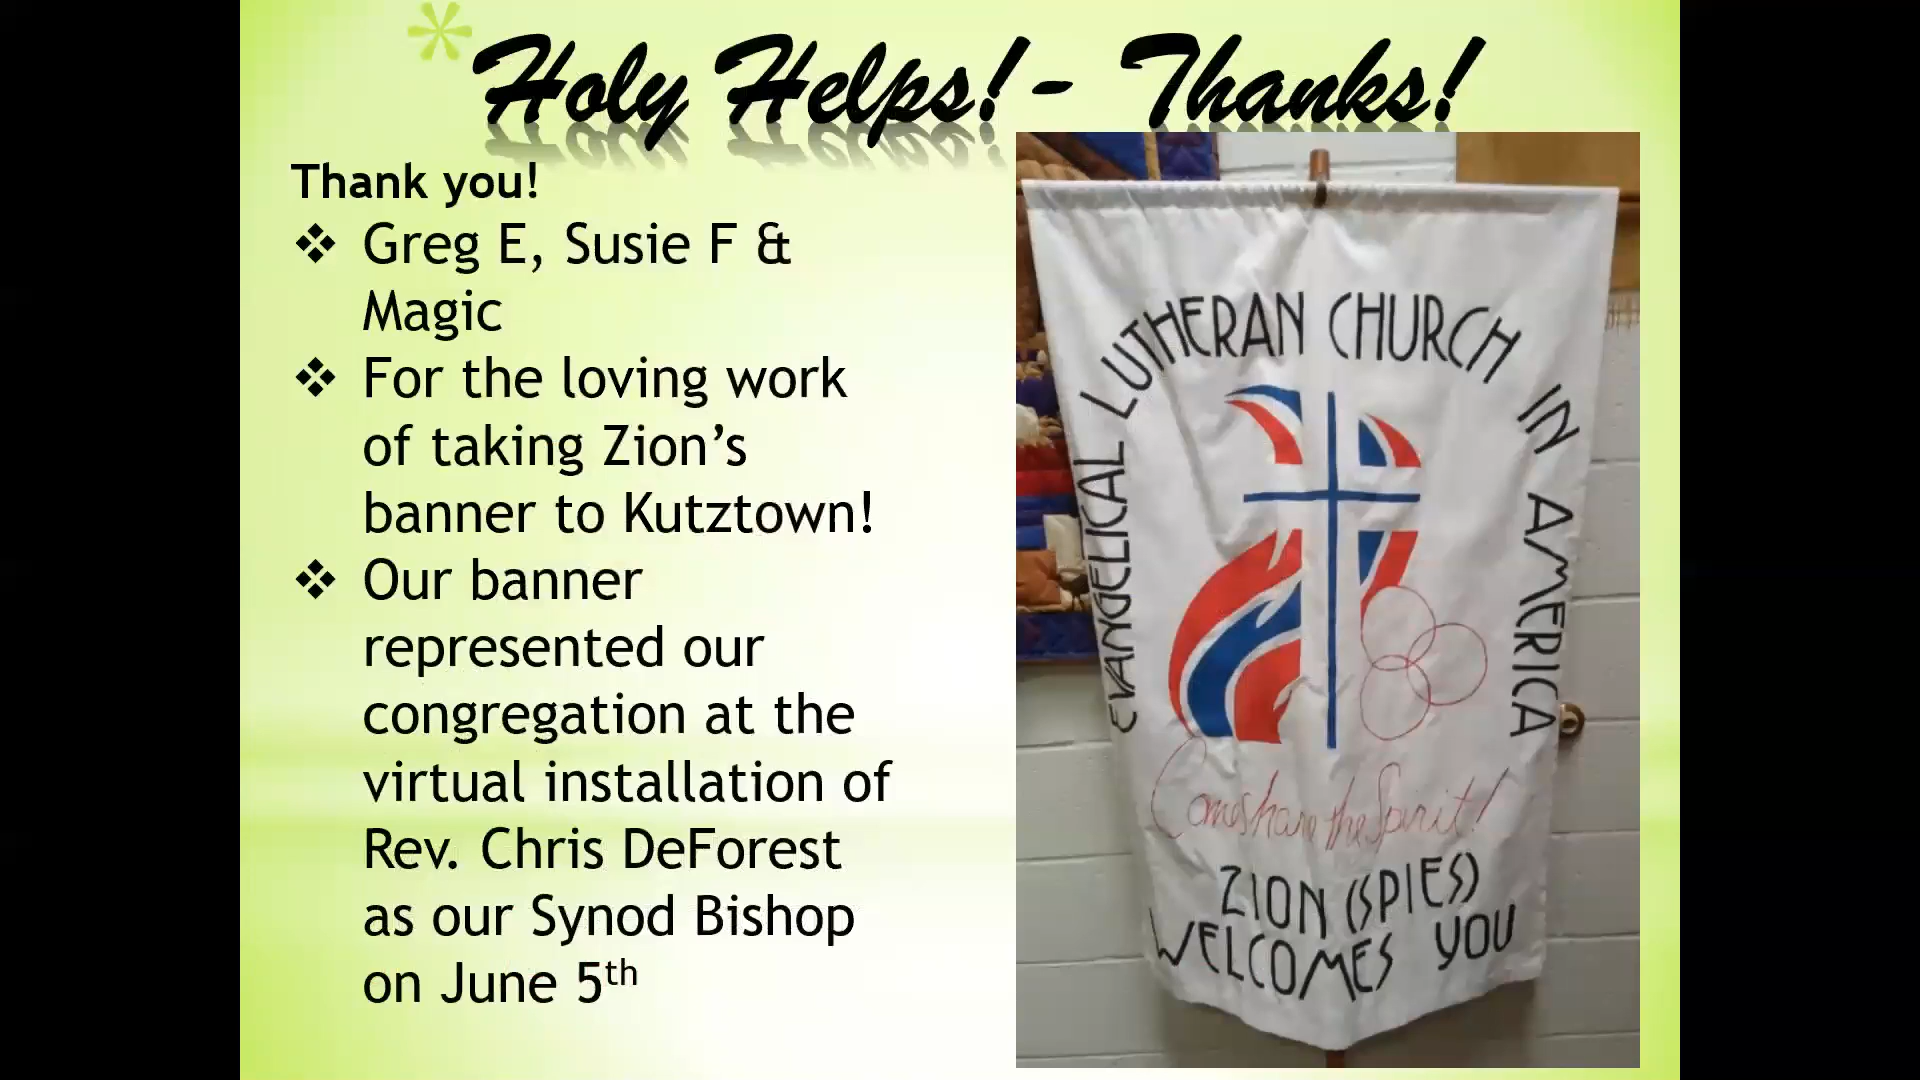 Holy Helps!- Thanks!
Thank you!
❖ Greg E, Susie F &
Magic
❖ For the loving work
of taking Zion’s
banner to Kutztown!
❖ Our banner
represented our
congregation at the
virtual installation of
Rev. Chris DeForest
as our Synod Bishop
on June 5th
EVANGELICAL LUTHERAN CHURCH IN AMERICA
Come share the Spirit!
ZION (SPIES)
WELCOMES YOU